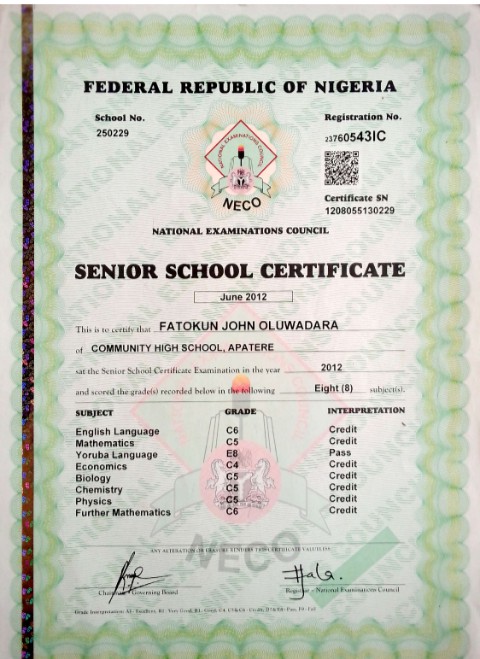 FEDERAL REPUBLIC OF NIGERIA
School No.
250229
Registration No.
23760543IC
NATIONAL EXAMINATIONS COUNCIL
NECO
Certificate SN
1208055130229
NATIONAL EXAMINATIONS COUNCIL
SENIOR SCHOOL CERTIFICATE
June 2012
This is to certify that FATOKUN JOHN OLUWADARA
of COMMUNITY HIGH SCHOOL, APATERE
sat the Senior School Certificate Examination in the year 2012
and scored the grade(s) recorded below in the following Eight (8) subject(s).
SUBJECT GRADE INTERPRETATION
English Language C6 Credit
Mathematics C5 Credit
Yoruba Language E8 Pass
Economics C4 Credit
Biology C5 Credit
Chemistry C5 Credit
Physics C5 Credit
Further Mathematics C6 Credit
NECO
ANY ALTERATION OR ERASURE RENDERS THIS CERTIFICATE VALUELESS
Chairman - Governing Board
Registrar - National Examinations Council